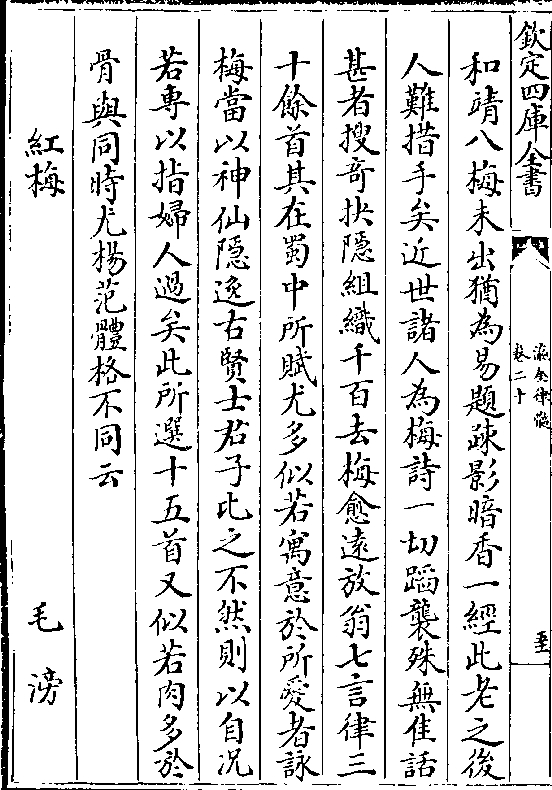 欽定四庫全書
瀛奎律髓
卷二十
和靖八梅未出猶為易題疎影暗香一經此老之後
人難措手矣近世諸人為梅詩一切蹈襲殊無佳話
甚者搜奇抉隠組織千百去梅愈遠放翁七言律三
十餘首其在蜀中所賦尤多似若寓意於所愛者詠
梅當以神仙隠逸古賢士君子比之不然則以自况
若專以指婦人過矣此所選十五首又似若肉多於
骨與同時尤楊范體格不同云
紅梅 毛滂